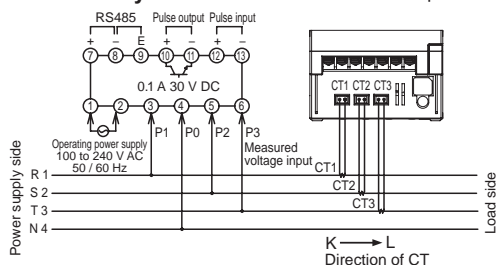 RS485 Pulse output Pulse input
+ − E + − + −
7 8 9 10 11 12 13
0.1 A 30 V DC
1 2 3 4 5 6
P1 P0 P2 P3
Operating power supply
100 to 240 V AC
50 / 60 Hz
Measured
voltage input
CT1 CT2 CT3
CT1
CT2
CT3
Power supply side
R 1
S 2
T 3
N 4
Load side
K L
Direction of CT